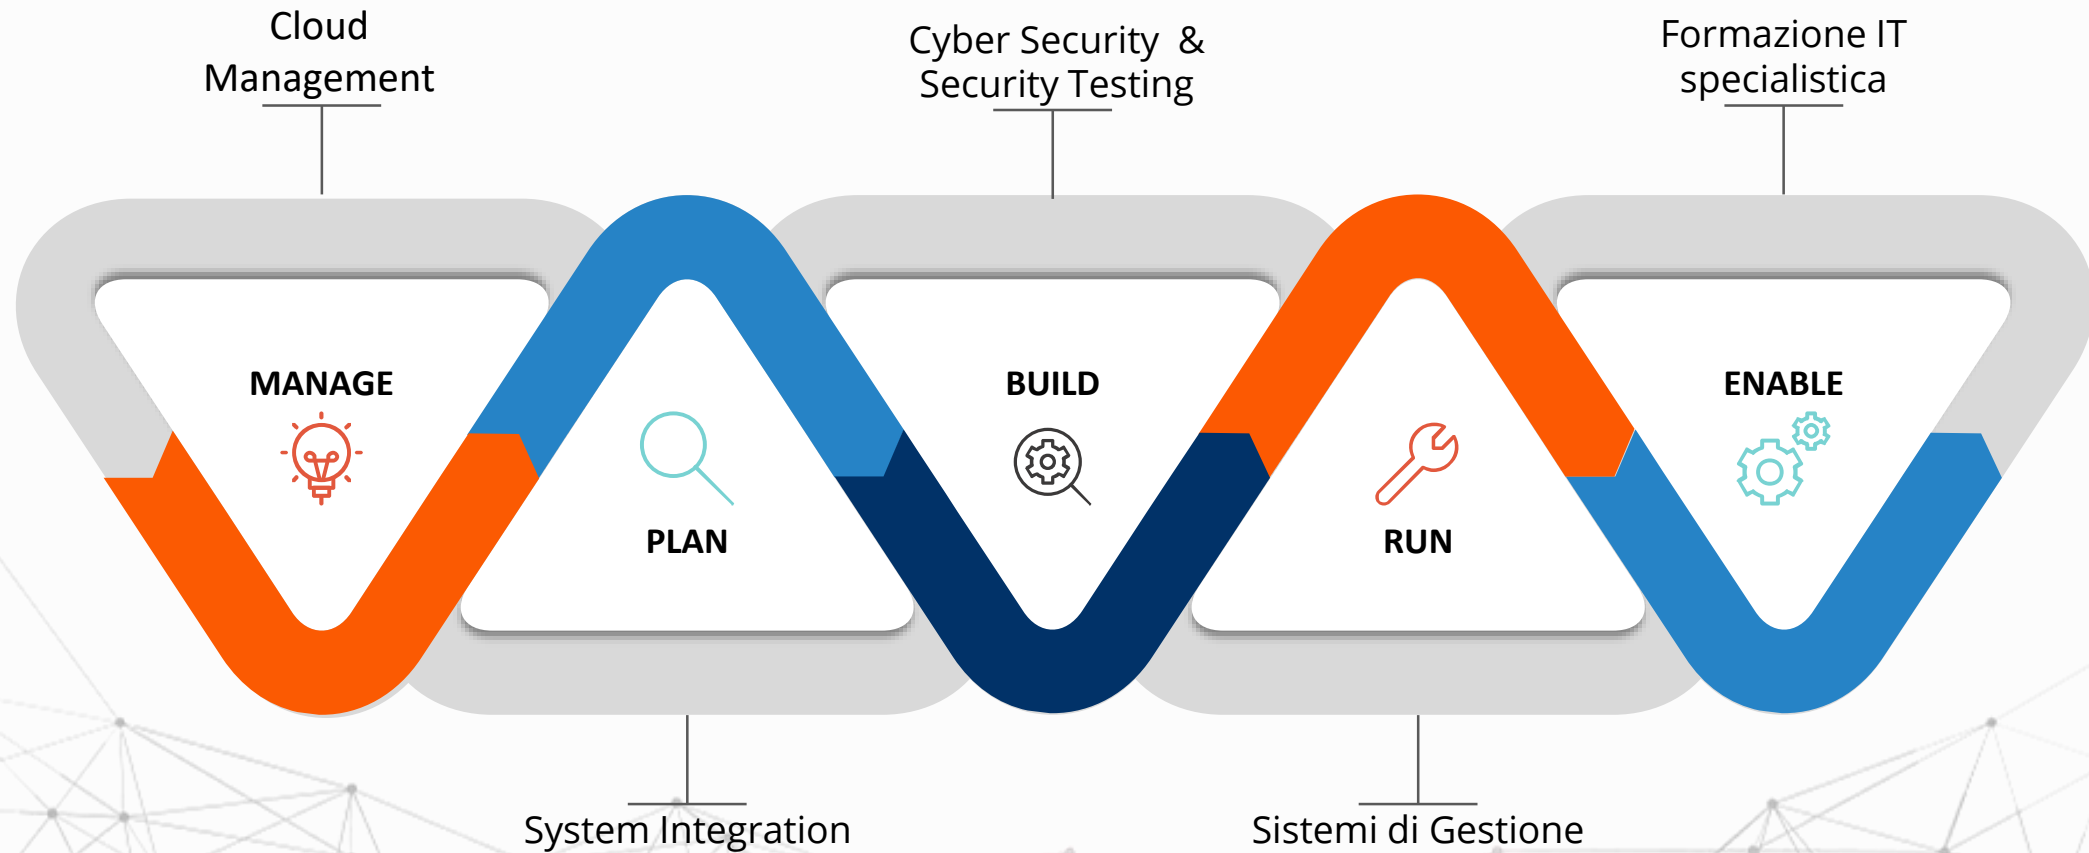 Cloud
Management
Cyber Security &
Security Testing
Formazione IT
specialistica
MANAGE
PLAN
BUILD
RUN
ENABLE
System Integration
Sistemi di Gestione